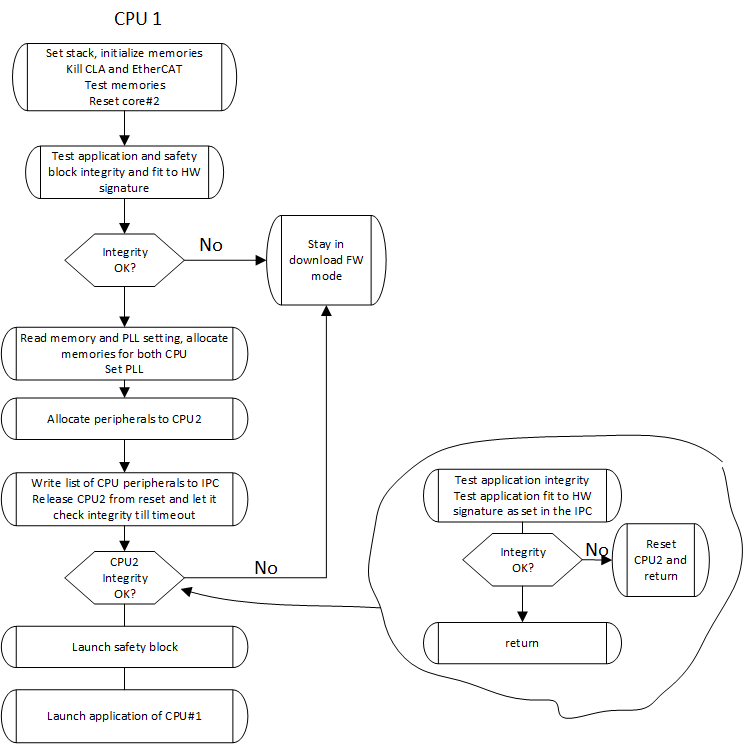 CPU 1
Set stack, initialize memories
Kill CLA and EtherCAT
Test memories
Reset core#2
Test application and safety
block integrity and fit to HW
signature
Integrity
OK?
No
Stay in
download FW
mode
Read memory and PLL setting, allocate
memories for both CPU
Set PLL
Allocate peripherals to CPU2
Write list of CPU peripherals to IPC
Release CPU2 from reset and let it
check integrity till timeout
CPU2
Integrity
OK?
No
Launch safety block
Launch application of CPU#1
Test application integrity
Test application fit to HW
signature as set in the IPC
Integrity
OK?
No
Reset
CPU2 and
return
return